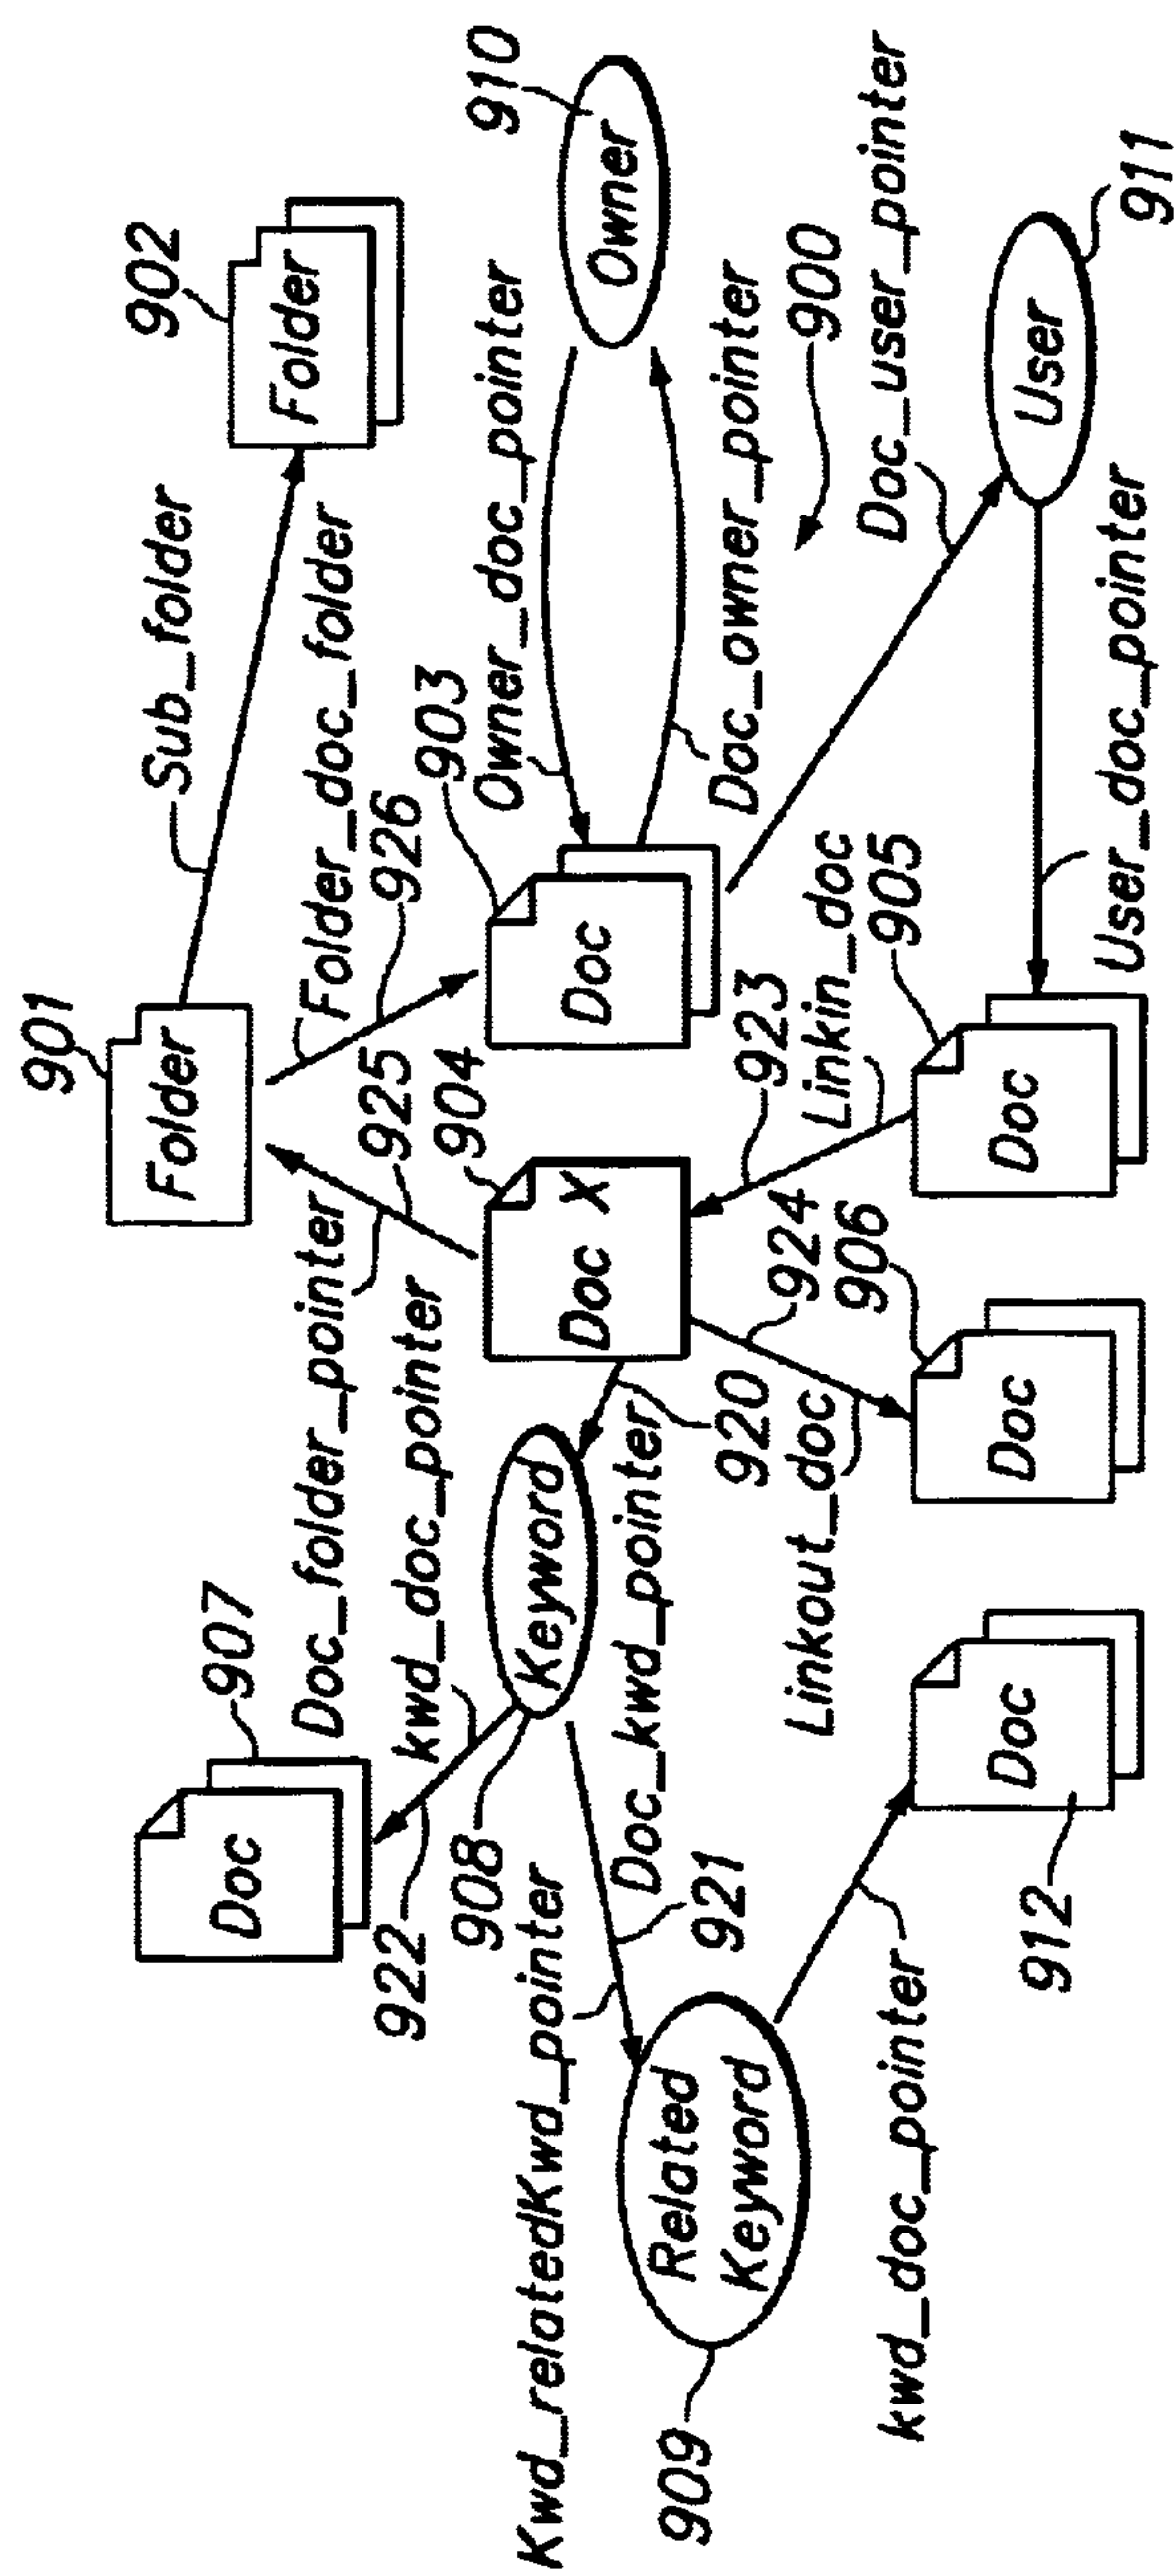 901
Folder
Sub_folder
902
Folder
907
Doc
Doc_folder_pointer
925
Folder_doc_folder
926
922
kwd_doc_pointer
904
903
Owner_doc_pointer
910
908
Keyword
Doc X
Doc
Owner
Kwd_relatedKwd_pointer
Doc_kwd_pointer
921
920
923
Doc_owner_pointer
900
Related
Keyword
909
924
Linkout_doc
906
Linkin_doc
905
Doc_user_pointer
kwd_doc_pointer
912
Doc
Doc
Doc
User
911
User_doc_pointer